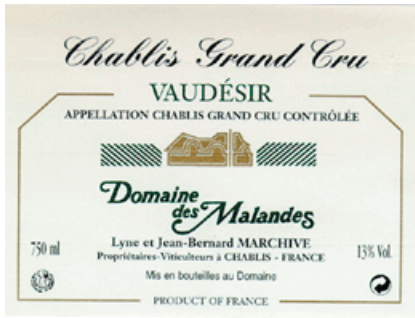 Chablis Grand Cru
VAUDÉSIR
APPELLATION CHABLIS GRAND CRU CONTRÔLÉE
Domaine
des Malandes
Lyne et Jean-Bernard MARCHIVE
750 ml
13% Vol.
Propriétaires-Viticulteurs à CHABLIS - FRANCE
Mis en bouteilles au Domaine
PRODUCT OF FRANCE